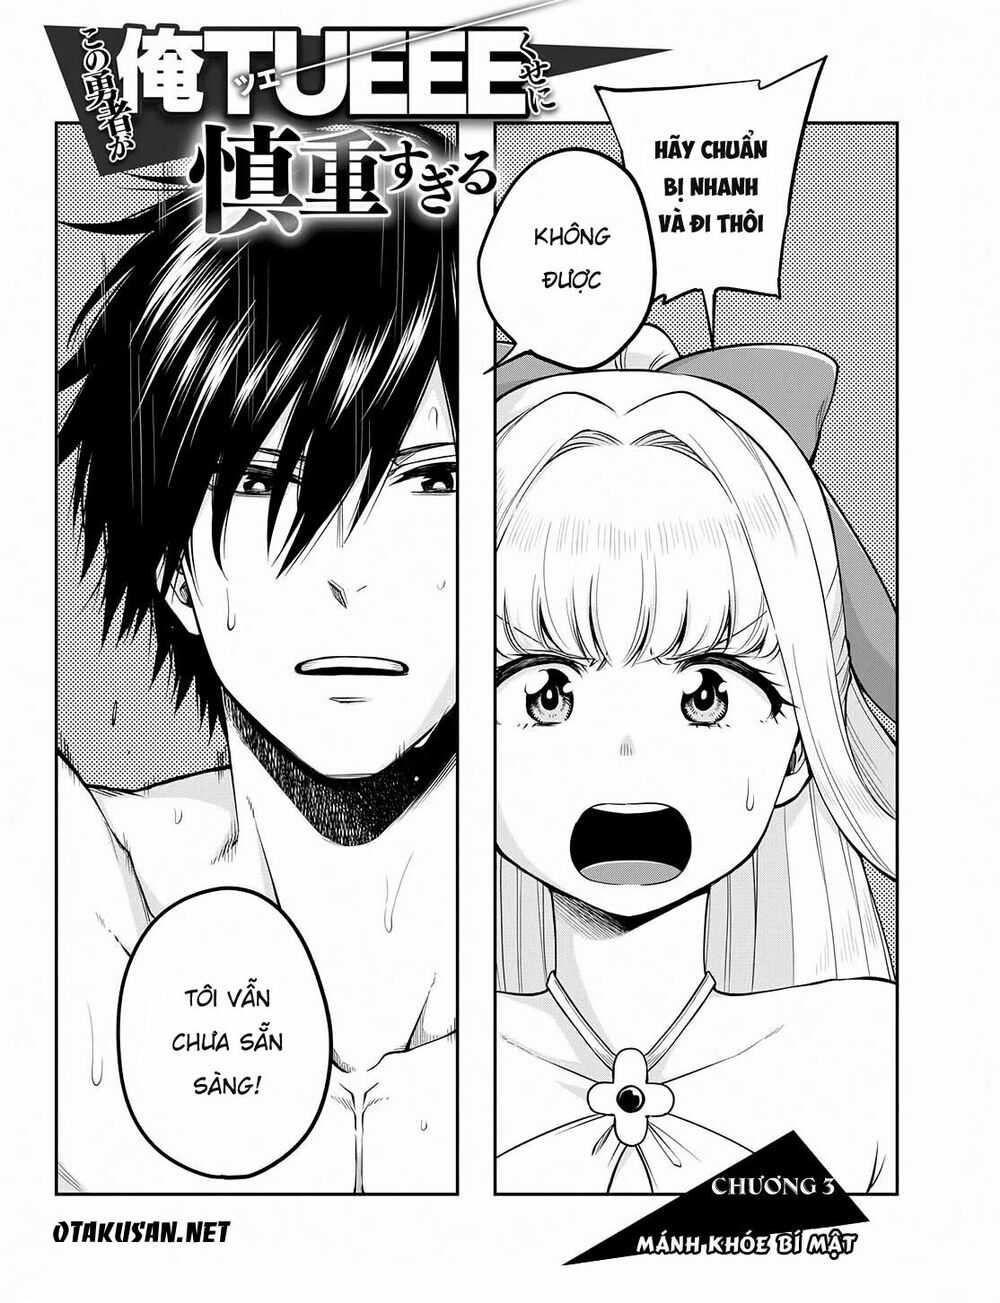 この勇者が
俺TUEEE
ツエー
くせに
慎重すぎる
HÃY CHUẨN
BỊ NHANH
VÀ ĐI THÔI
KHÔNG
ĐƯỢC
TÔI VẪN
CHƯA SẴN
SÀNG!
CHƯƠNG 3
MÁNH KHÓE BÍ MẬT
OTAKUSAN.NET